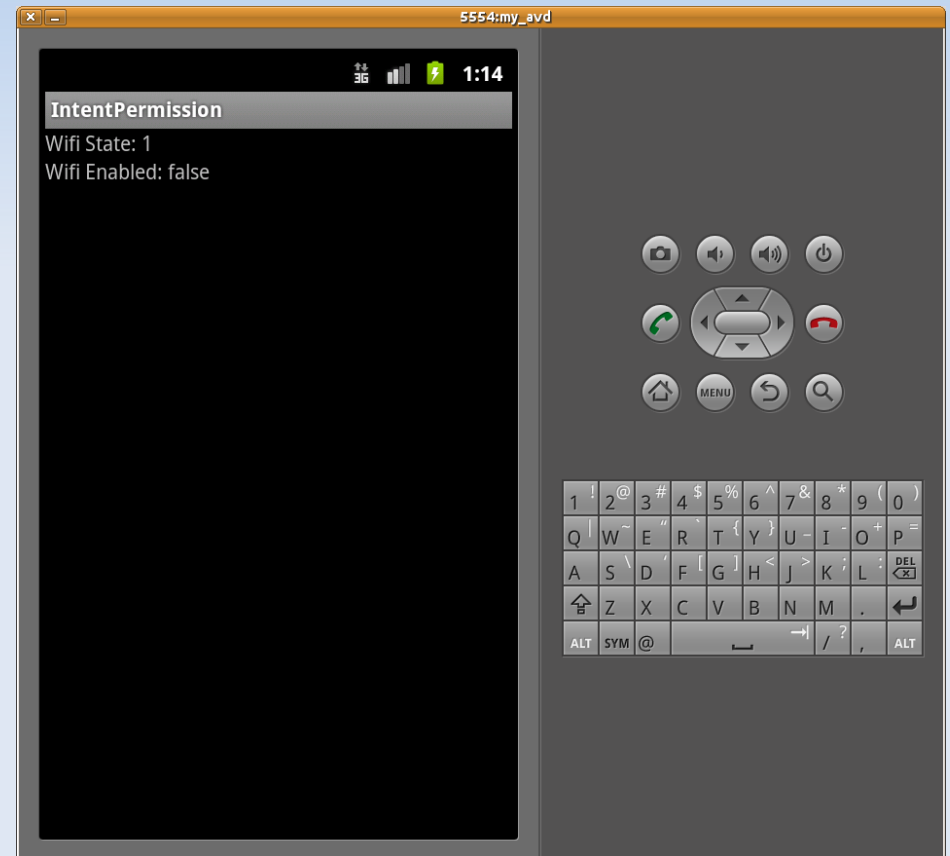 5554:my_avd
3G 1:14
IntentPermission
Wifi State: 1
Wifi Enabled: false
MENU
1 ! 2 @ 3 # 4 $ 5 % 6 ^ 7 & 8 * 9 ( 0 )
Q | W ~ E “ R ` T { Y } U _ I - O + P =
A S \ D ‘ F [ G ] H < J > K ; L : DEL
Z X C V B N M .
ALT SYM @ / ? , ALT